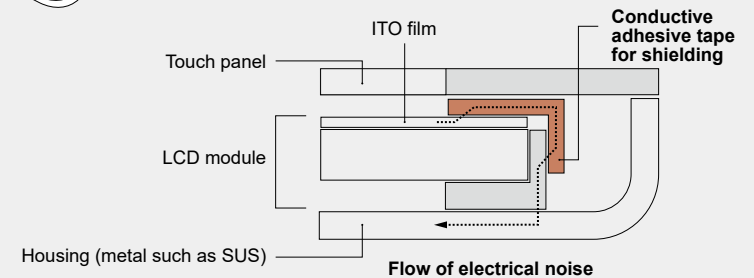 ITO film
Conductive
adhesive tape
for shielding
Touch panel
LCD module
Housing (metal such as SUS)
Flow of electrical noise